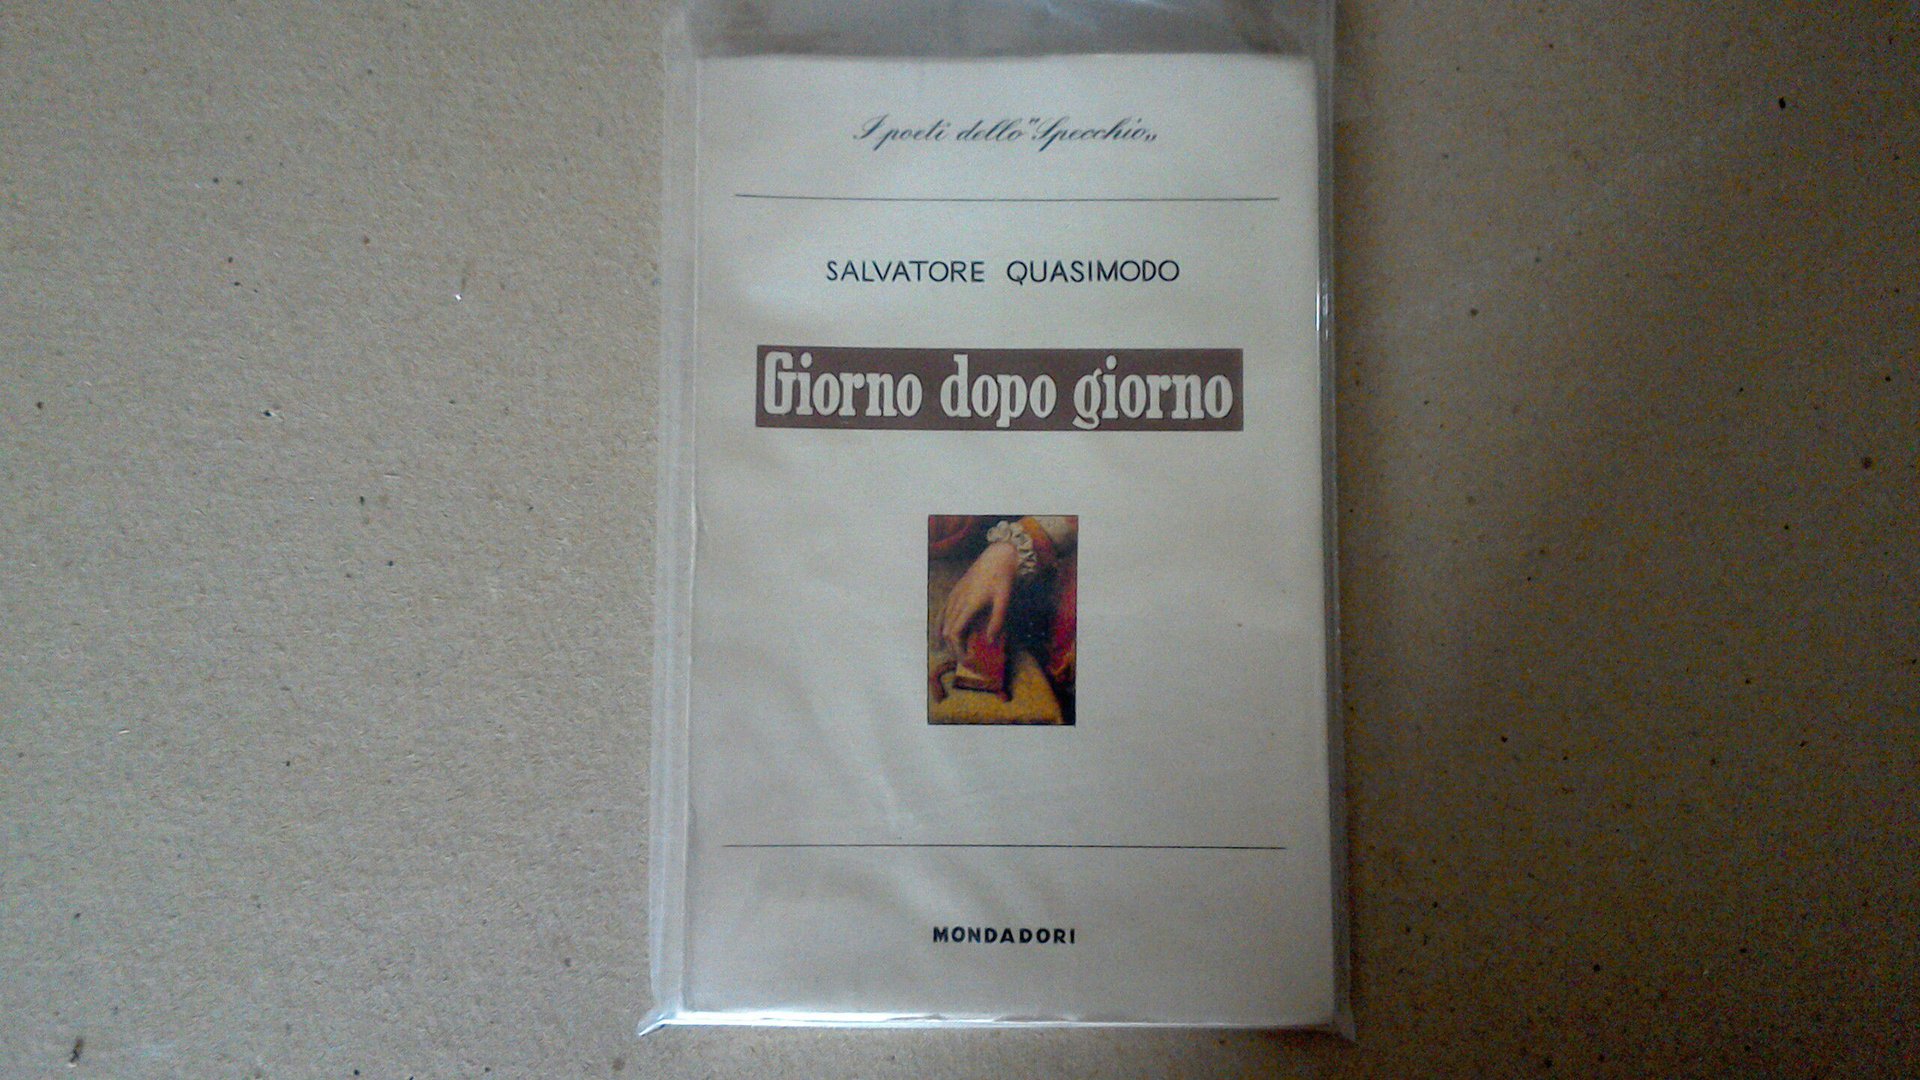 I poeti dello "Specchio„
SALVATORE QUASIMODO
Giorno dopo giorno
MONDADORI